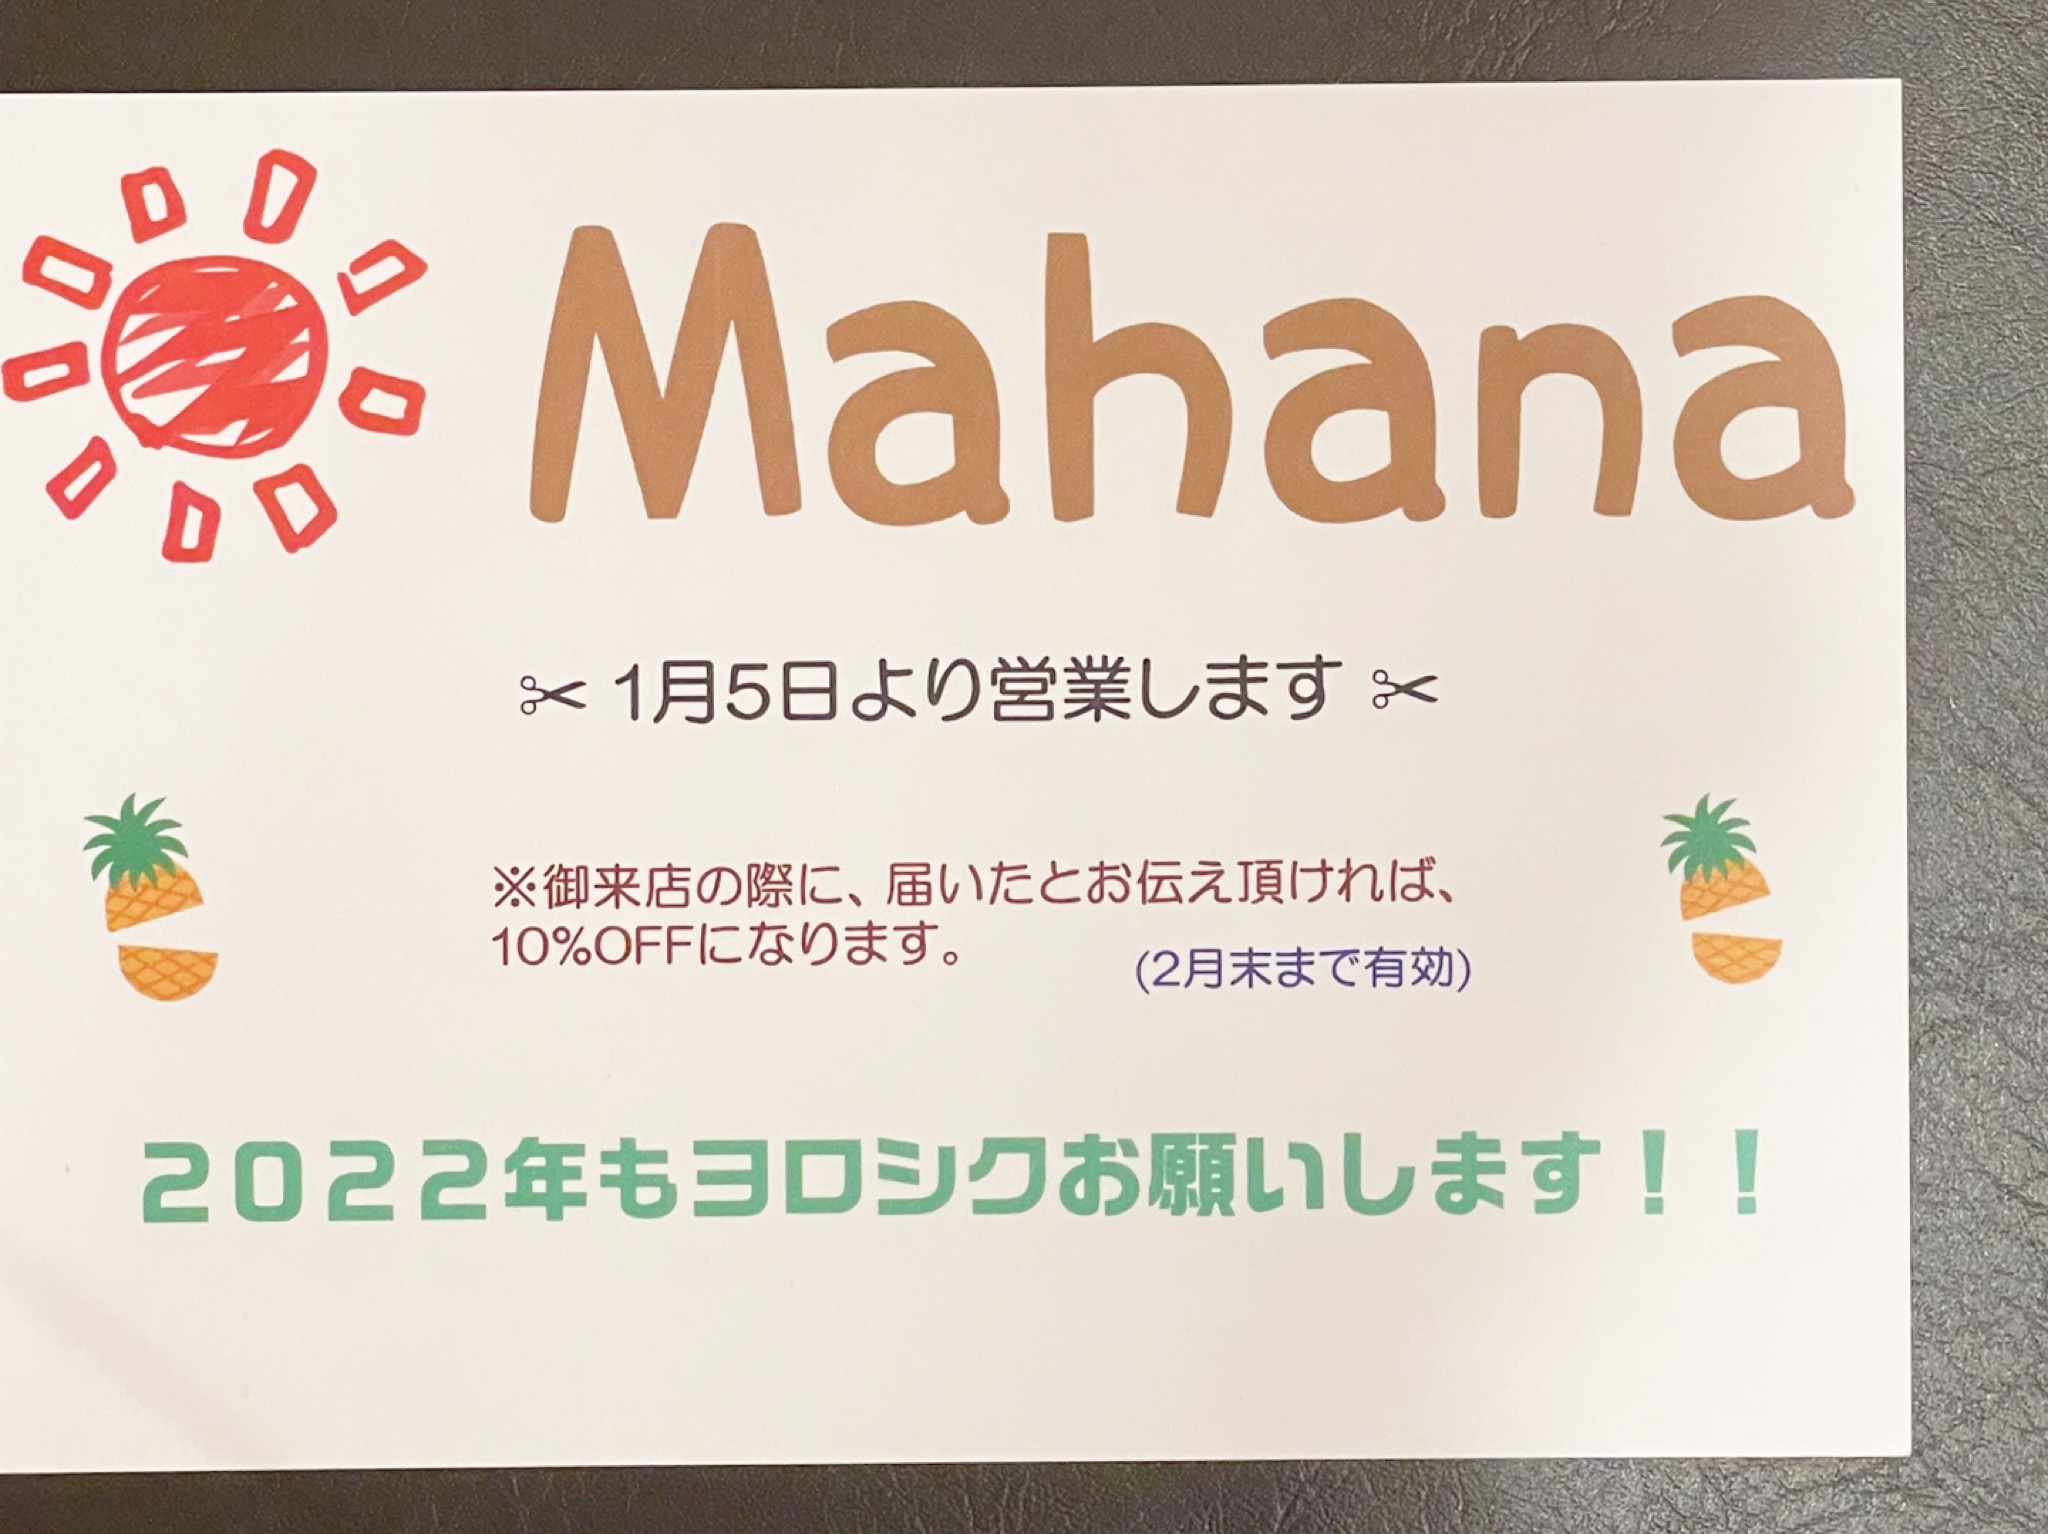 Mahana
✂ 1月5日より営業します ✂
※御来店の際に、届いたとお伝え頂ければ、
10%OFFになります。
(2月末まで有効)
２０２２年もヨロシクお願いします！！